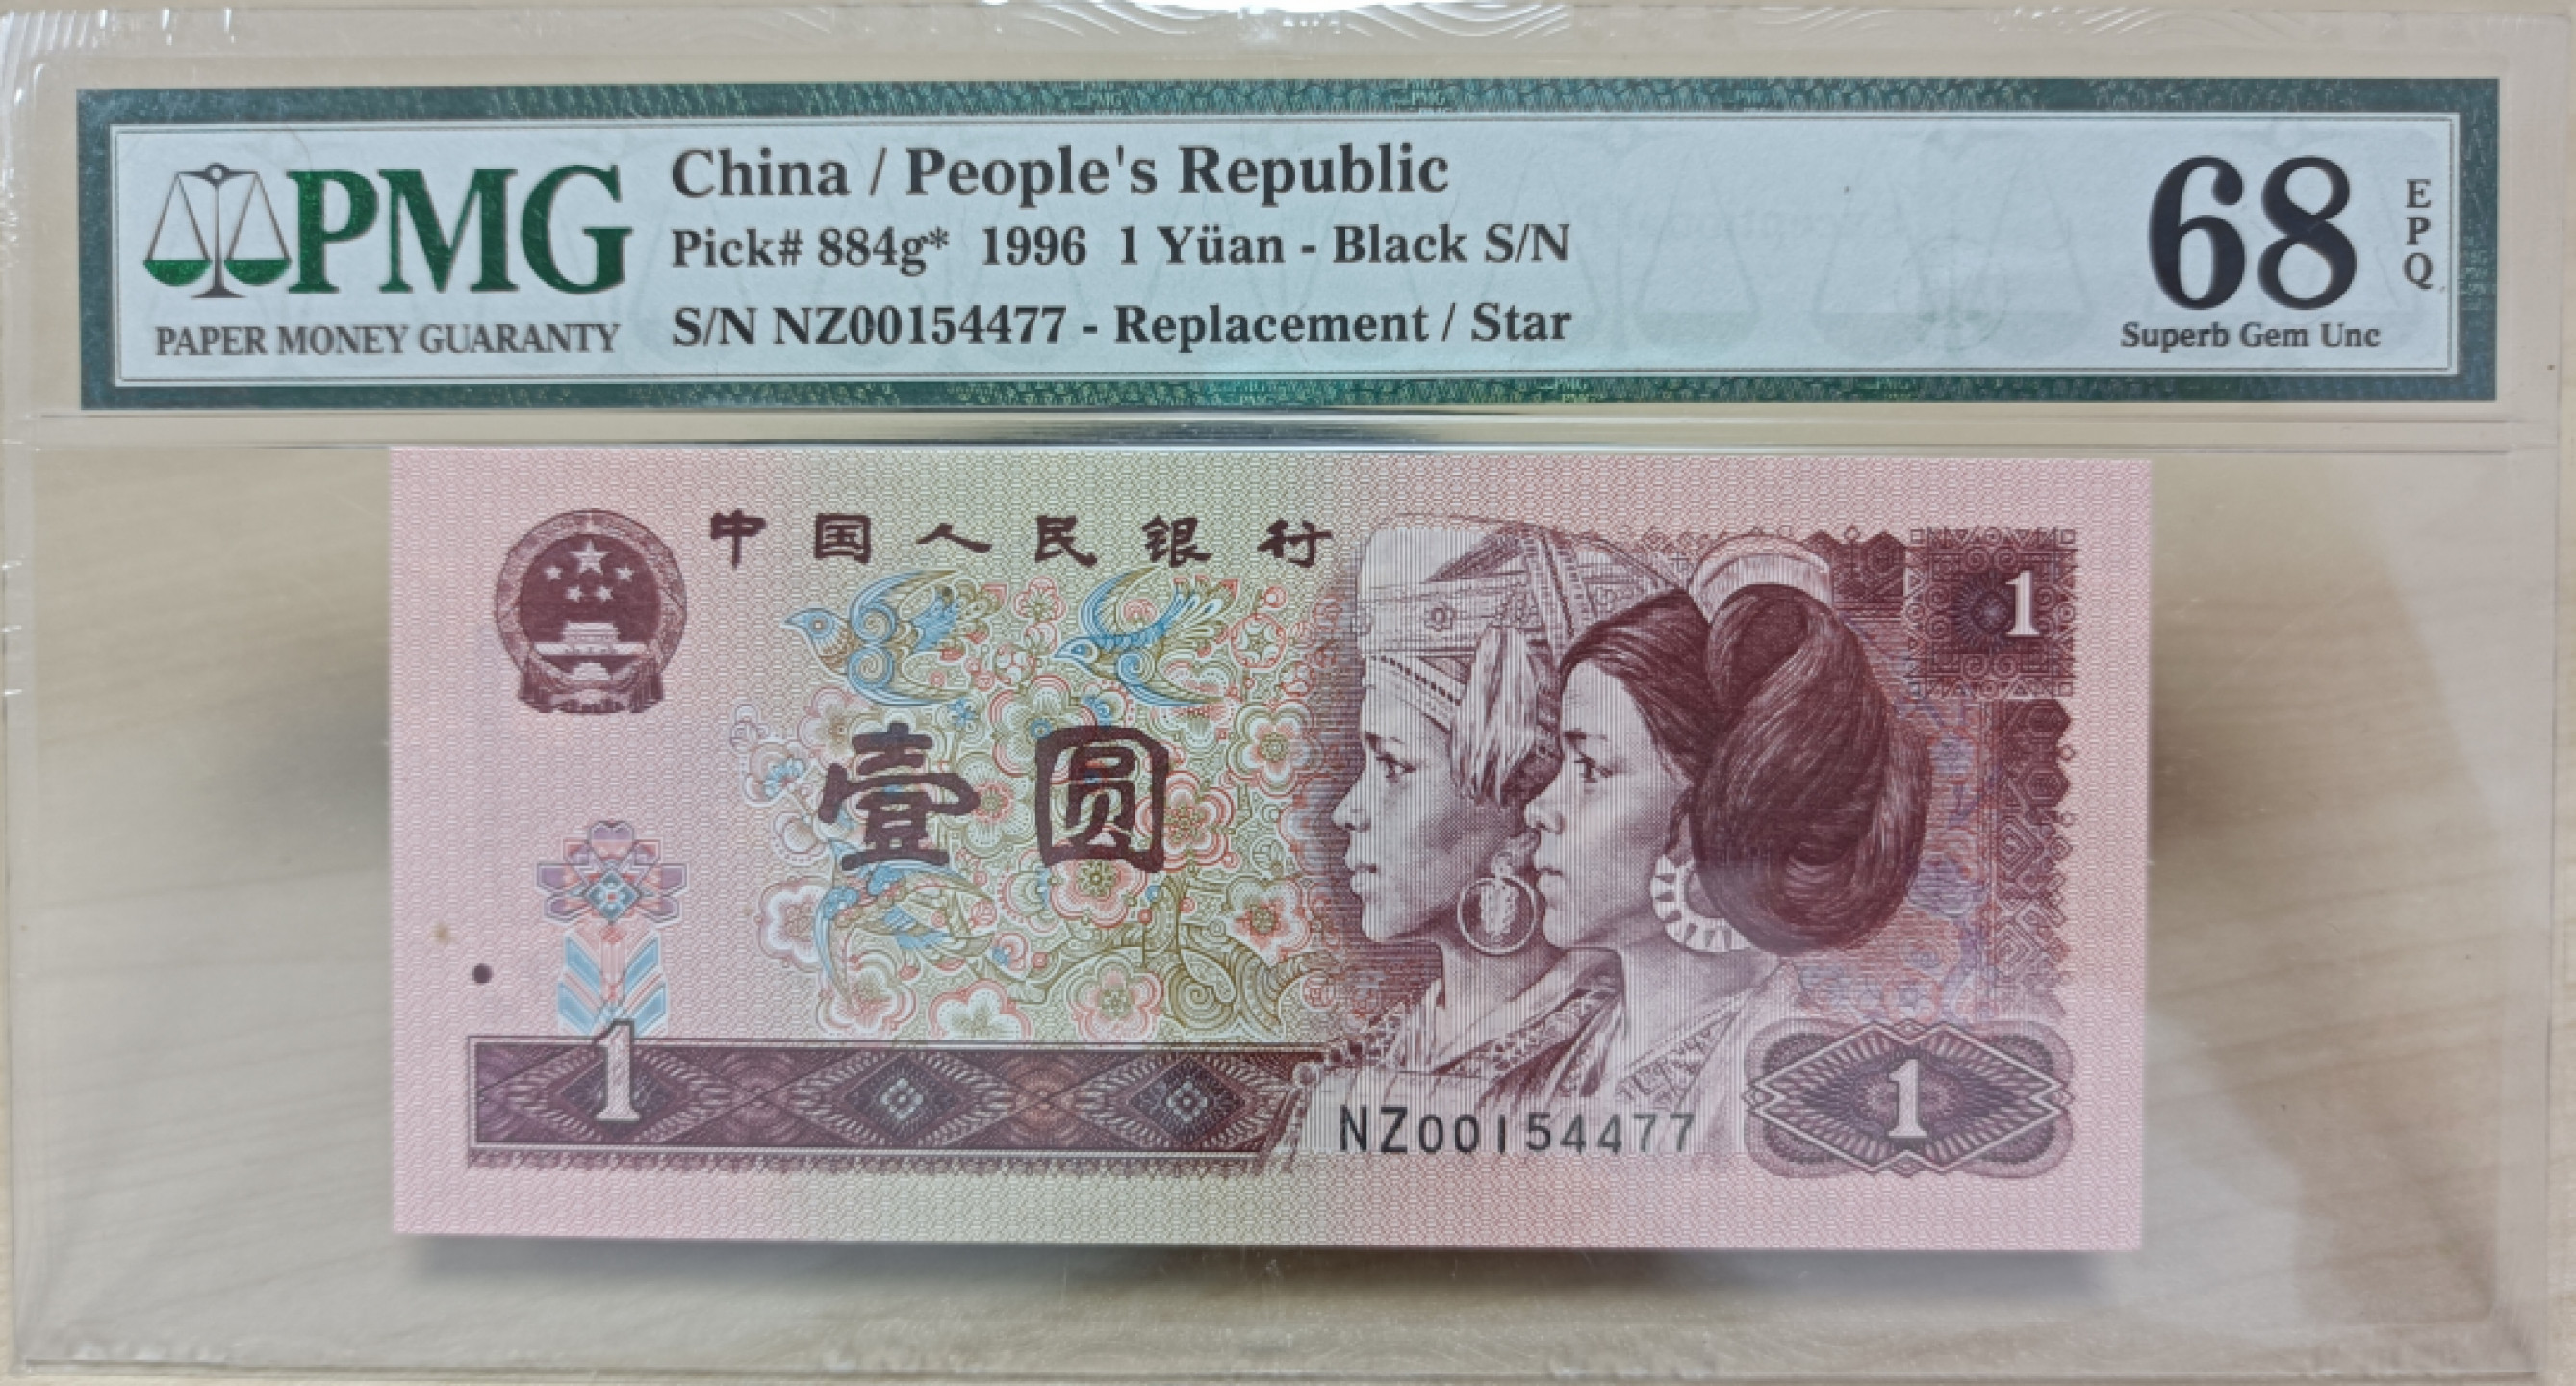 PMG
PAPER MONEY GUARANTY
China / People's Republic
Pick# 884g* 1996 1 Yüan - Black S/N
S/N NZ00154477 - Replacement / Star
68
EPQ
Superb Gem Unc
中国人民银行
1
壹圆
1
NZ00154477
1